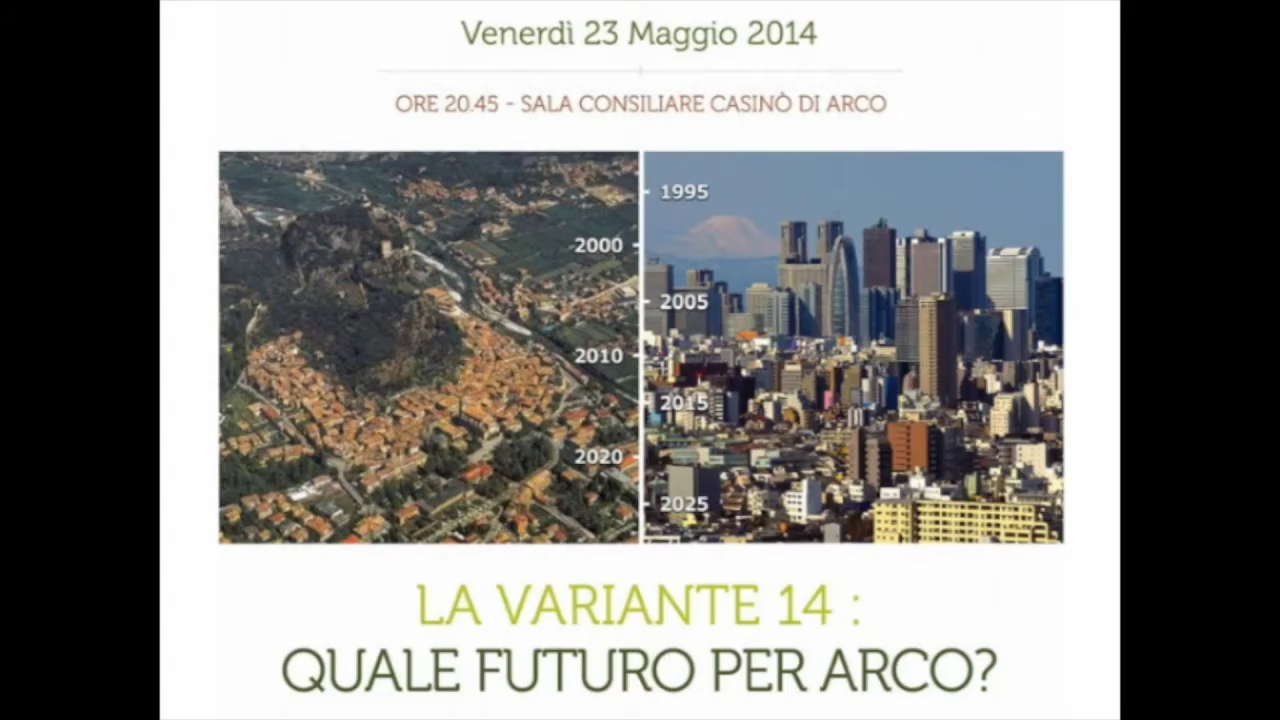 Venerdì 23 Maggio 2014
ORE 20.45 - SALA CONSILIARE CASINÒ DI ARCO
1995
2000
2005
2010
2015
2020
2025
LA VARIANTE 14 :
QUALE FUTURO PER ARCO?